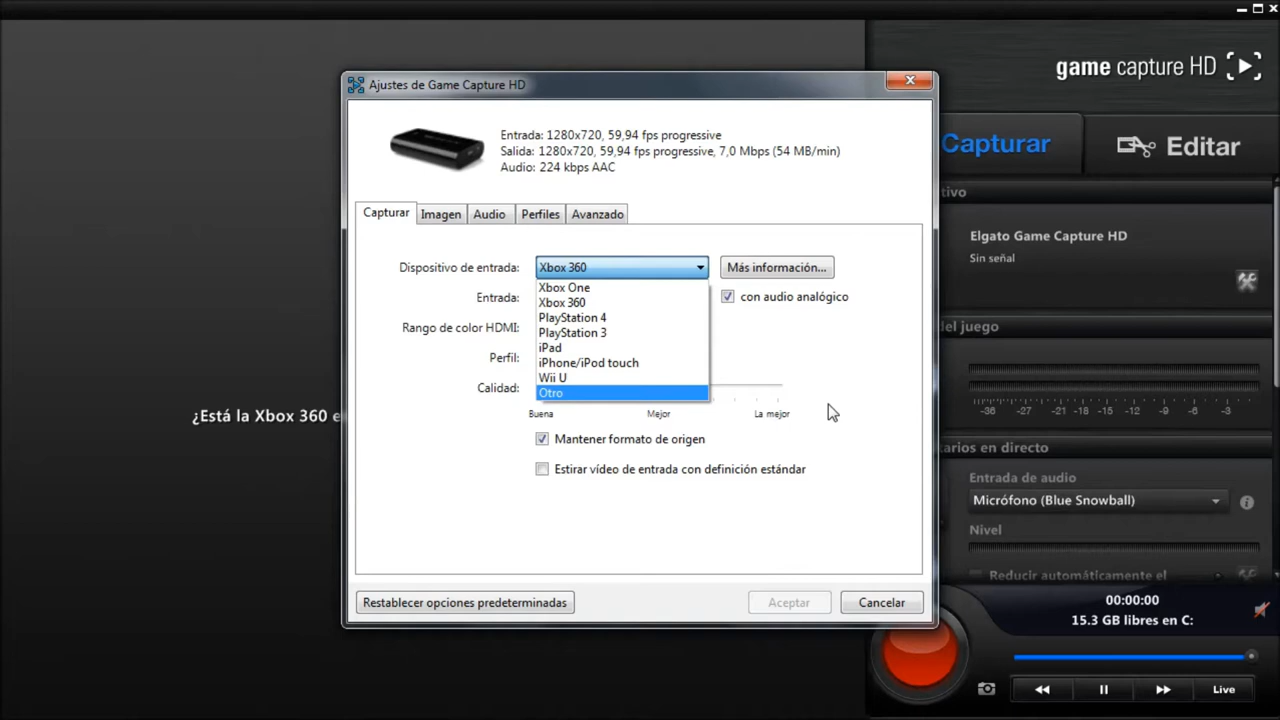 game capture HD
Ajustes de Game Capture HD
Entrada: 1280x720, 59,94 fps progressive
Salida: 1280x720, 59,94 fps progressive, 7,0 Mbps (54 MB/min)
Audio: 224 kbps AAC
Capturar
Editar
Capturar Imagen Audio Perfiles Avanzado
tivo
Elgato Game Capture HD
Sin señal
Dispositivo de entrada: Xbox 360 Más información...
Xbox One
Entrada: con audio analógico
Xbox 360
PlayStation 4
Rango de color HDMI:
PlayStation 3
iPad
Perfil:
iPhone/iPod touch
Wii U
Calidad:
Otro
Buena Mejor La mejor
Mantener formato de origen
Estirar vídeo de entrada con definición estándar
Restablecer opciones predeterminadas Aceptar Cancelar
¿Está la Xbox 360 e
del juego
-36 -27 -21 -18 -15 -12 -9 -6 -3
tarios en directo
Entrada de audio
Micrófono (Blue Snowball)
Nivel
Reducir automáticamente el
00:00:00
15.3 GB libres en C:
Live